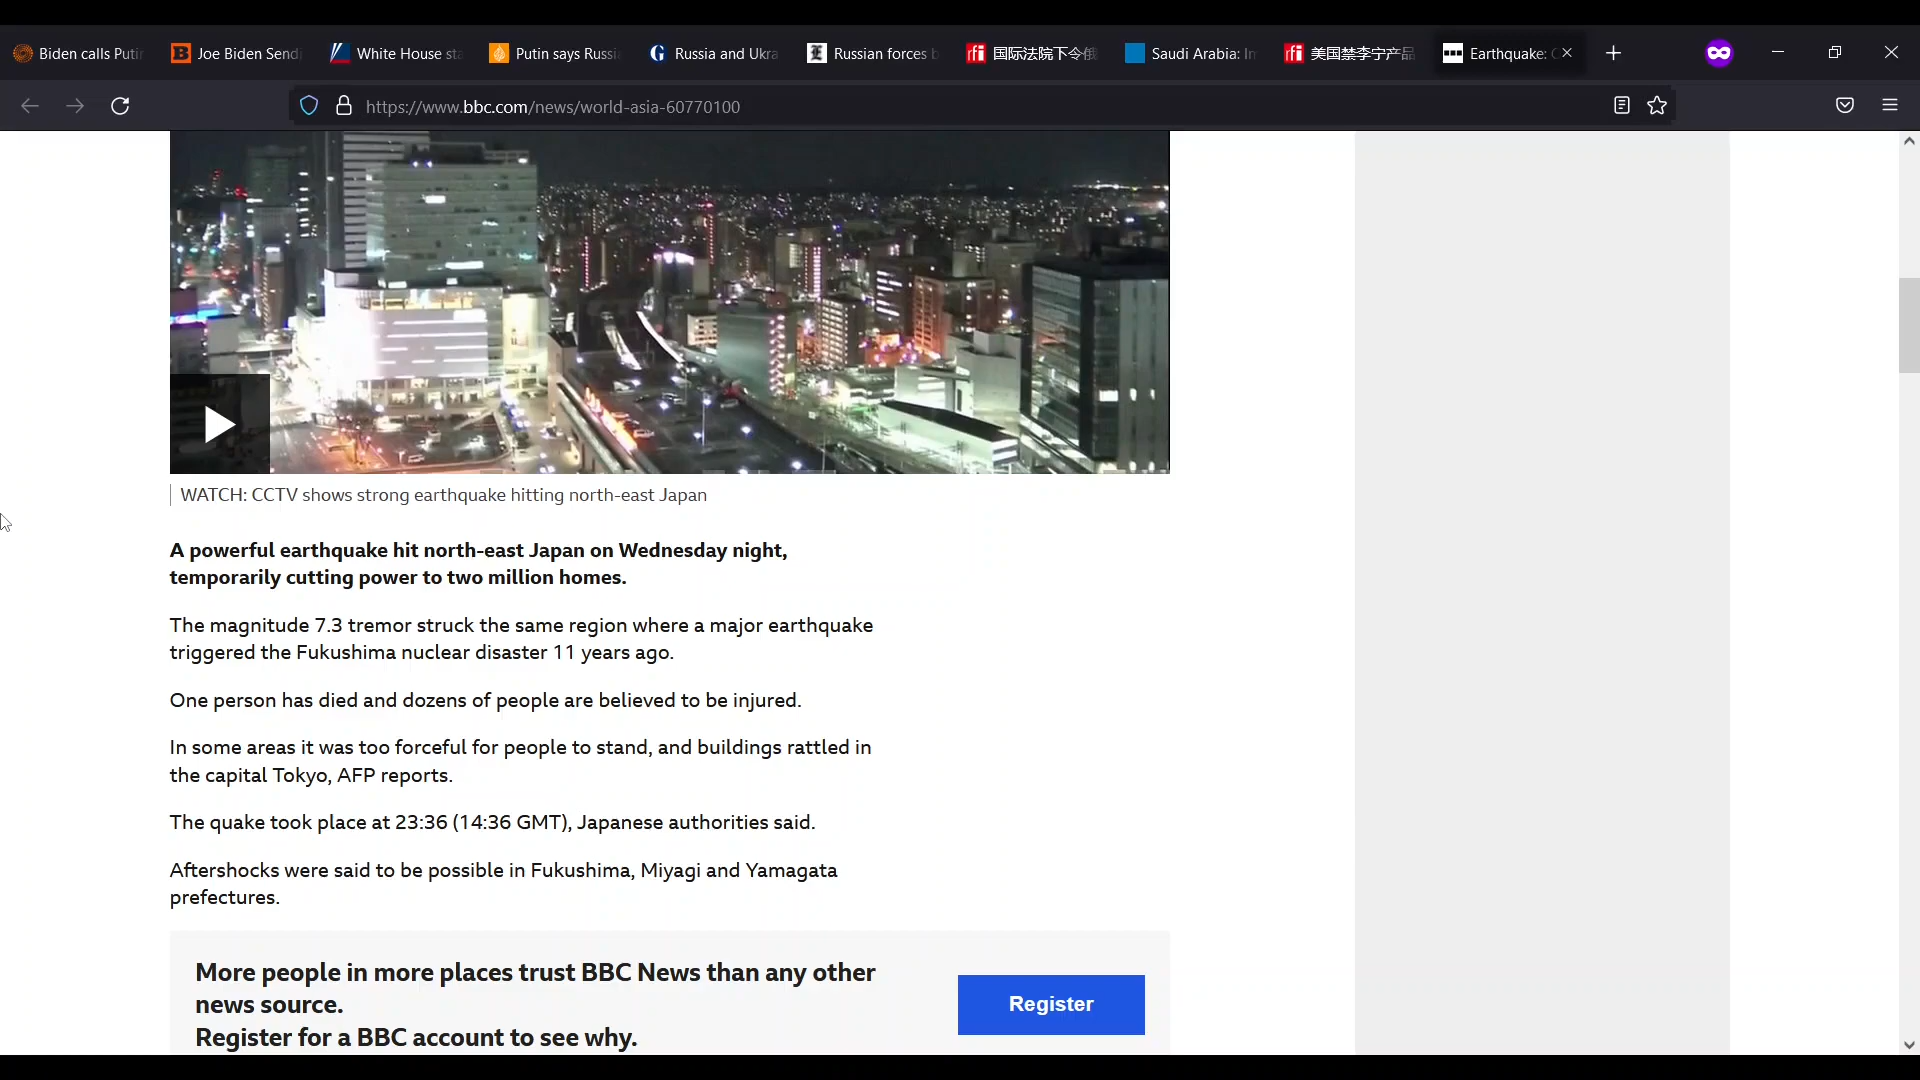 Biden calls Puti
Joe Biden Sendi
White House sta
Putin says Russi
Russia and Ukra
Russian forces b
rfi 国际法院下令俄
Saudi Arabia: In
rfi 美国禁李宁产品
Earthquake:
https://www.bbc.com/news/world-asia-60770100
WATCH: CCTV shows strong earthquake hitting north-east Japan
A powerful earthquake hit north-east Japan on Wednesday night,
temporarily cutting power to two million homes.
The magnitude 7.3 tremor struck the same region where a major earthquake
triggered the Fukushima nuclear disaster 11 years ago.
One person has died and dozens of people are believed to be injured.
In some areas it was too forceful for people to stand, and buildings rattled in
the capital Tokyo, AFP reports.
The quake took place at 23:36 (14:36 GMT), Japanese authorities said.
Aftershocks were said to be possible in Fukushima, Miyagi and Yamagata
prefectures.
More people in more places trust BBC News than any other
news source.
Register for a BBC account to see why.
Register